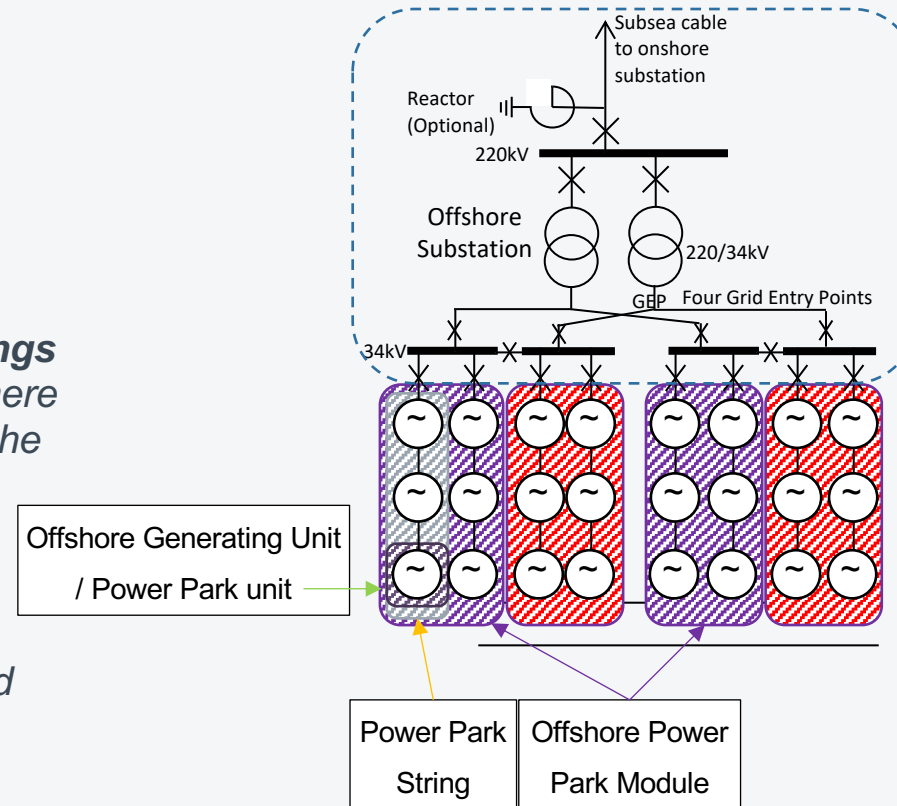 Subsea cable
to onshore
substation
Reactor
(Optional)
220kV
Offshore
Substation
220/34kV
GEP
Four Grid Entry Points
34kV
ngs
here
he
Offshore Generating Unit
/ Power Park unit
d
Power Park
String
Offshore Power
Park Module